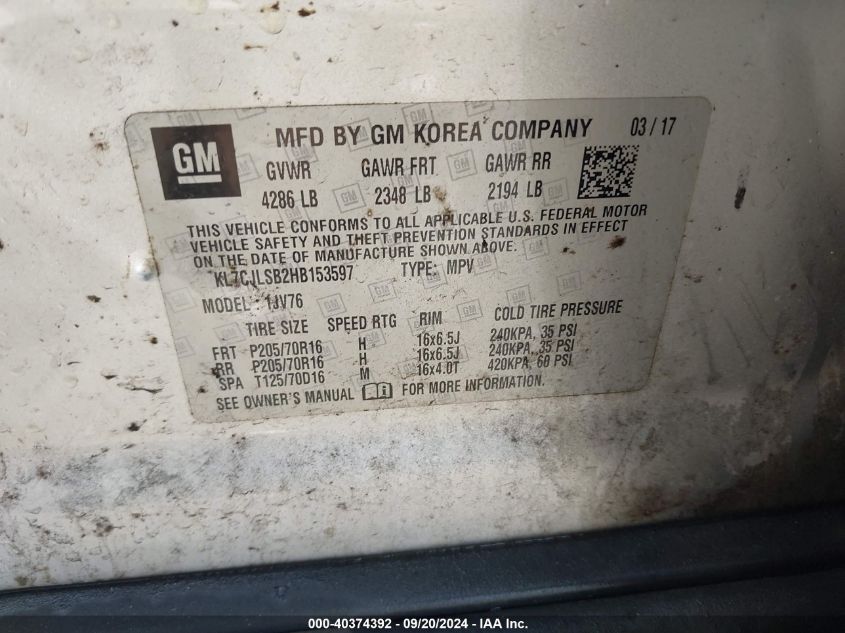 GM
MFD BY GM KOREA COMPANY 03 / 17
GVWR GAWR FRT GAWR RR
4286 LB 2348 LB 2194 LB
THIS VEHICLE CONFORMS TO ALL APPLICABLE U.S. FEDERAL MOTOR
VEHICLE SAFETY AND THEFT PREVENTION STANDARDS IN EFFECT
ON THE DATE OF MANUFACTURE SHOWN ABOVE.
KL7CJLSB2HB153597 TYPE: MPV
MODEL - 1JV76
TIRE SIZE SPEED RTG RIM COLD TIRE PRESSURE
FRT P205/70R16 H 16x6.5J 240KPA, 35 PSI
RR P205/70R16 H 16x6.5J 240KPA, 35 PSI
SPA T125/70D16 M 16x4.0T 420KPA, 60 PSI
SEE OWNER'S MANUAL FOR MORE INFORMATION.
000-40374392 - 09/20/2024 - IAA Inc.